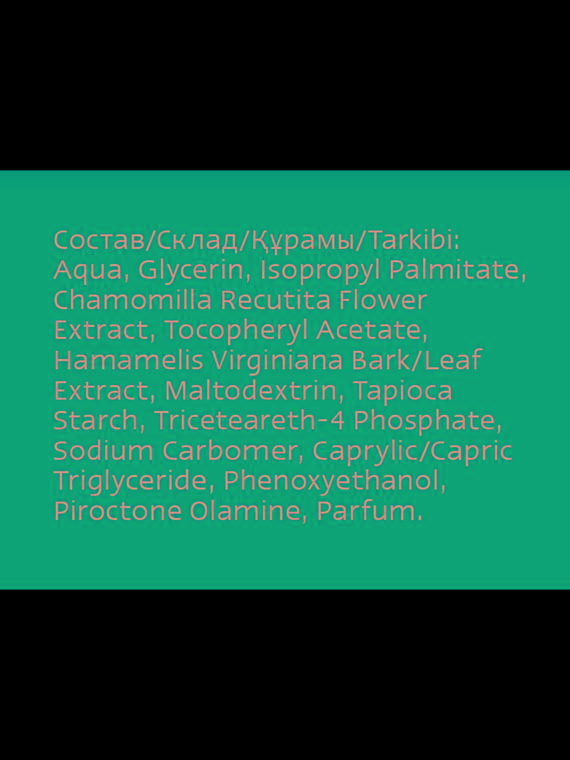 Состав/Склад/Құрамы/Tarkibi:
Aqua, Glycerin, Isopropyl Palmitate,
Chamomilla Recutita Flower
Extract, Tocopheryl Acetate,
Hamamelis Virginiana Bark/Leaf
Extract, Maltodextrin, Tapioca
Starch, Triceteareth-4 Phosphate,
Sodium Carbomer, Caprylic/Capric
Triglyceride, Phenoxyethanol,
Piroctone Olamine, Parfum.